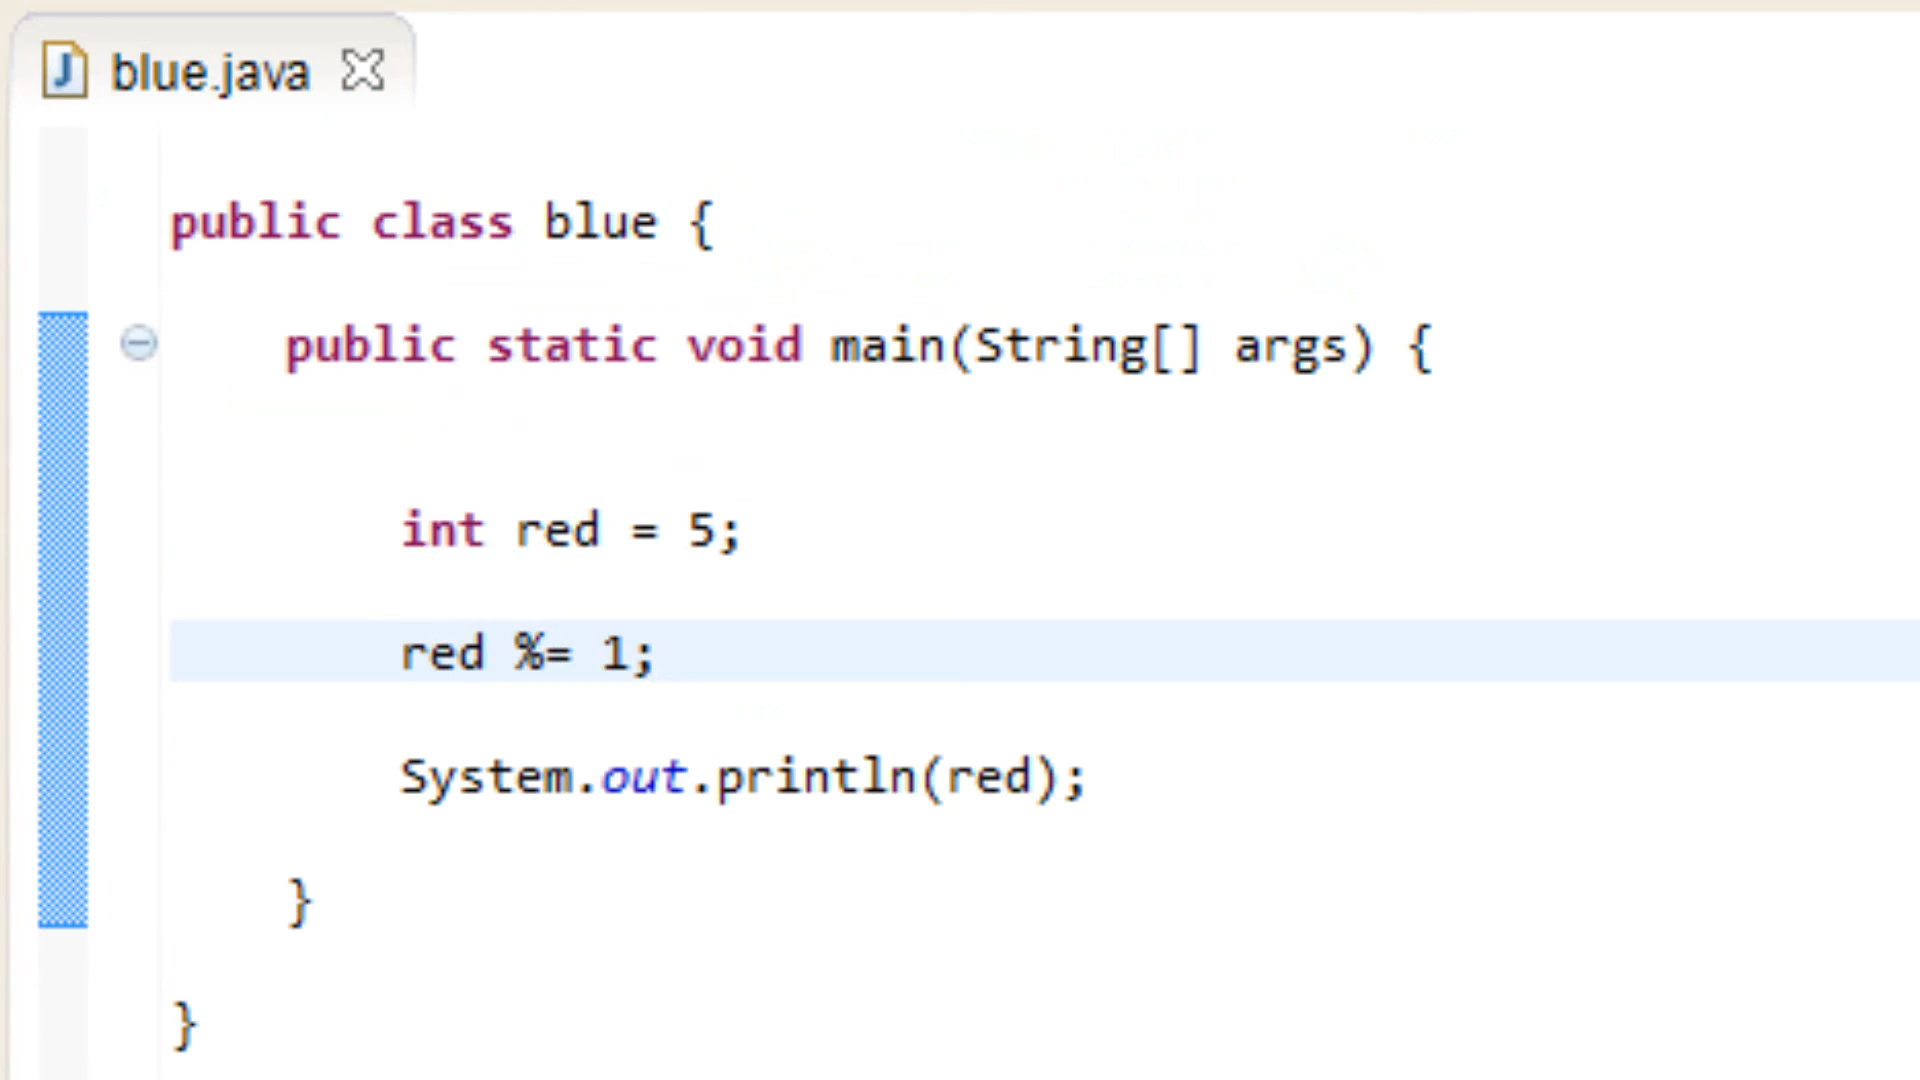 blue.java
public class blue {
public static void main(String[] args) {
int red = 5;
red %= 1;
System.out.println(red);
}
}